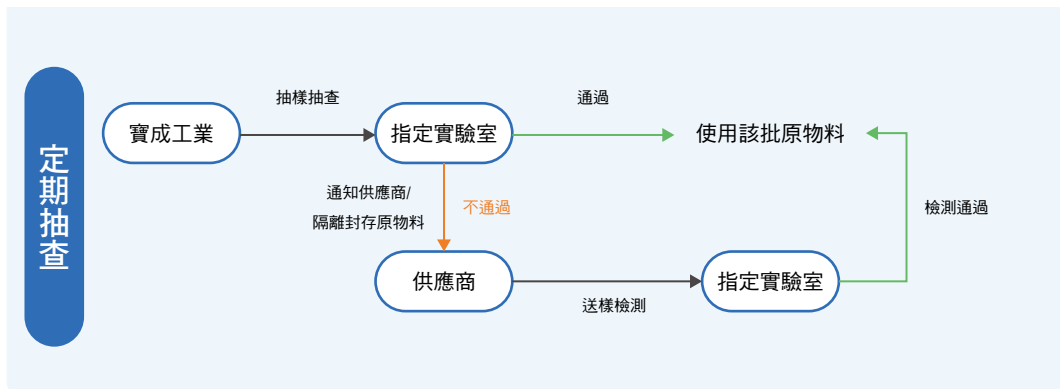 定期抽查
抽樣抽查
通過
寶成工業
指定實驗室
使用該批原物料
通知供應商/
隔離封存原物料
不通過
檢測通過
供應商
指定實驗室
送樣檢測